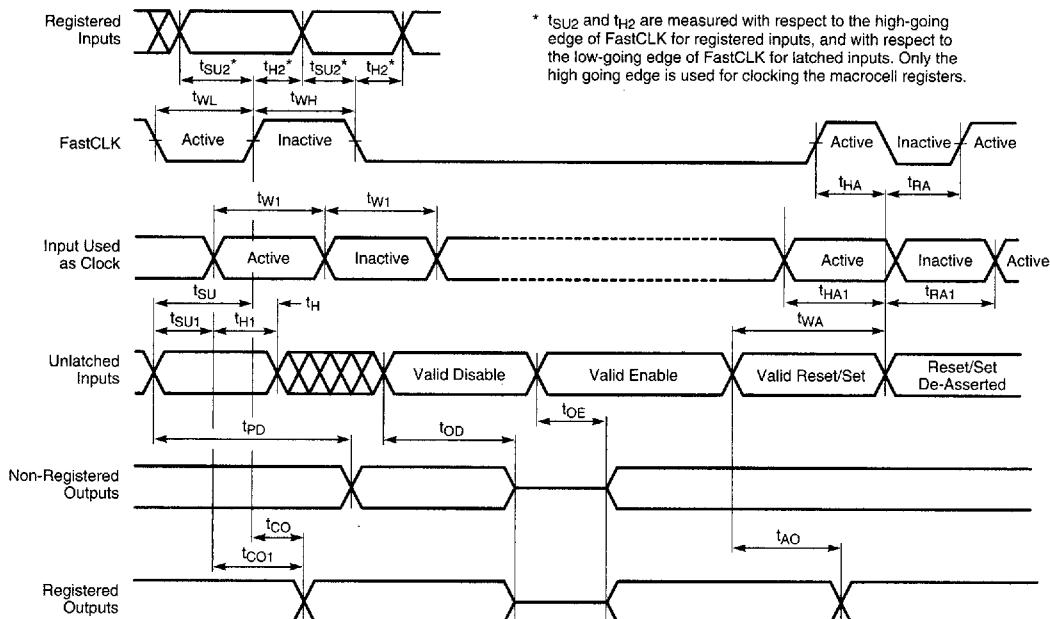 Registered
Inputs
* tSU2 and tH2 are measured with respect to the high-going
edge of FastCLK for registered inputs, and with respect to
the low-going edge of FastCLK for latched inputs. Only the
high going edge is used for clocking the macrocell registers.
tSU2* tH2* tSU2* tH2*
tWL tWH
FastCLK
Active Inactive Active Inactive Active
tHA tRA
tW1 tW1
Input Used
as Clock
Active Inactive Active Inactive Active
tSU tH tHA1 tRA1
tSU1 tH1 tWA
Unlatched
Inputs
Valid Disable Valid Enable Valid Reset/Set Reset/Set
De-Asserted
tPD tOD tOE
Non-Registered
Outputs
tCO tAO
tCO1
Registered
Outputs